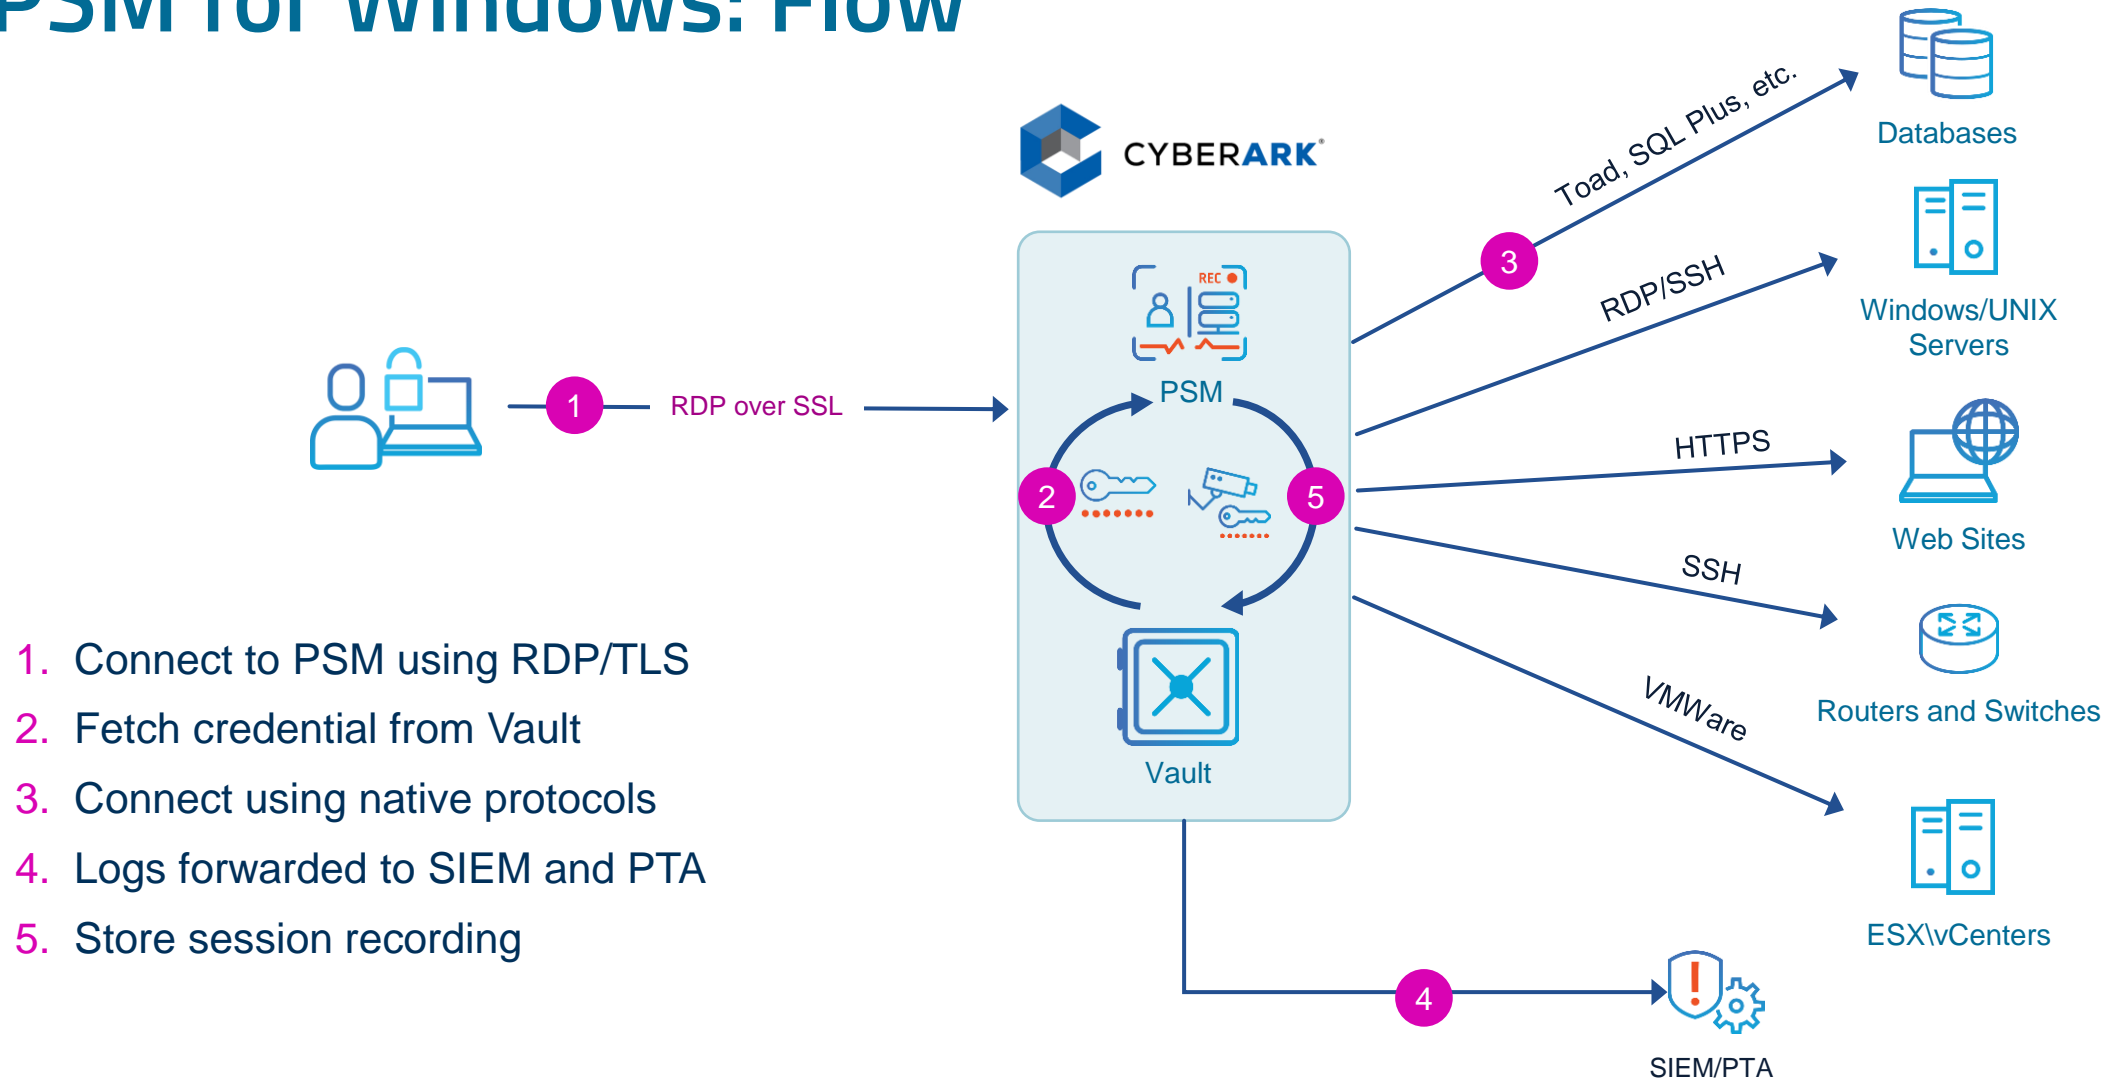 PSM for Windows: Flow
CYBERARK®
Toad, SQL Plus, etc.
Databases
3
RDP/SSH
Windows/UNIX
Servers
REC
PSM
1
RDP over SSL
HTTPS
2
5
Web Sites
SSH
Routers and Switches
VMWare
Vault
ESX\vCenters
1. Connect to PSM using RDP/TLS
2. Fetch credential from Vault
3. Connect using native protocols
4. Logs forwarded to SIEM and PTA
5. Store session recording
4
SIEM/PTA